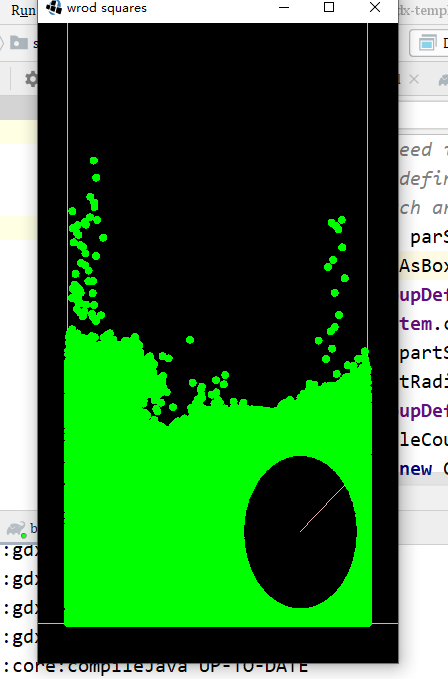 Run
wrod squares
dx-temp
s
D
eed
defin
ch ar
parS
AsBox
upDef
tem.
partS
tRadi
upDef
leCou
new
b
:gdx
:gdx
:gdx
:gdx
:core:compileJava UP-TO-DATE